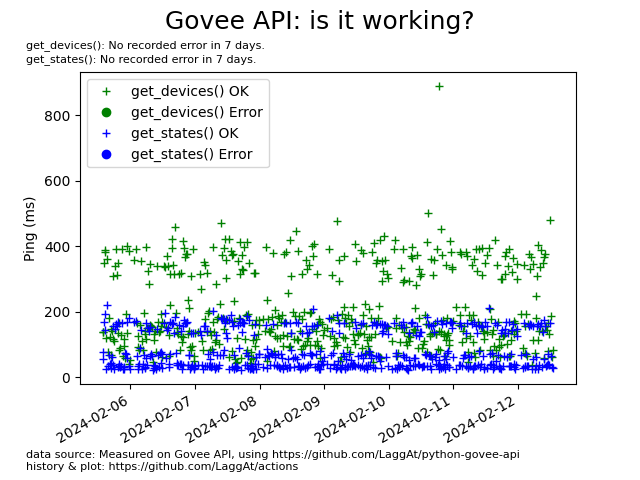 Govee API: is it working?
get_devices(): No recorded error in 7 days.
get_states(): No recorded error in 7 days.
get_devices() OK
get_devices() Error
get_states() OK
get_states() Error
Ping (ms)
800
600
400
200
0
2024-02-06
2024-02-07
2024-02-08
2024-02-09
2024-02-10
2024-02-11
2024-02-12
data source: Measured on Govee API, using https://github.com/LaggAt/python-govee-api
history & plot: https://github.com/LaggAt/actions